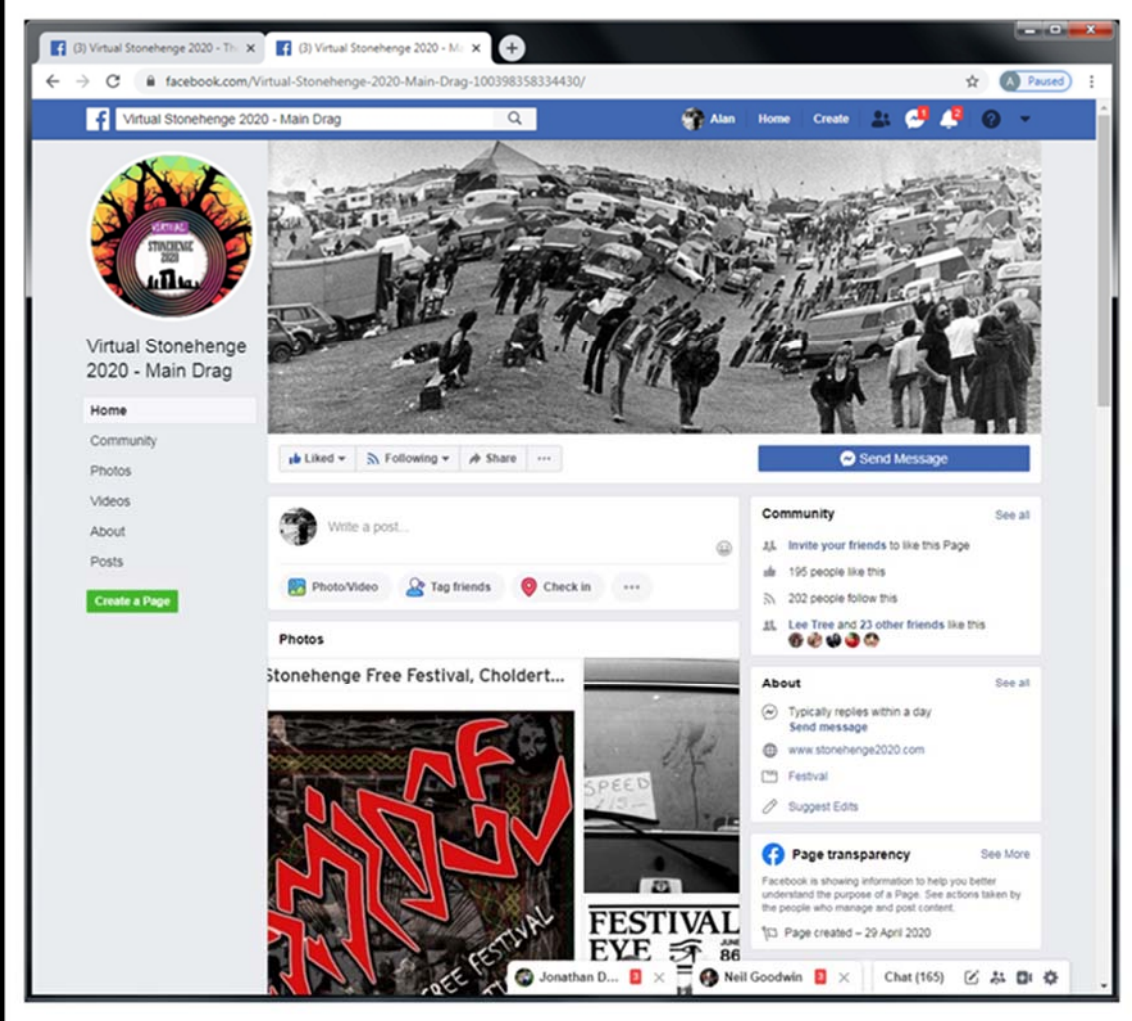 (3) Virtual Stonehenge 2020 - Th
(3) Virtual Stonehenge 2020 - Ma
facebook.com/Virtual-Stonehenge-2020-Main-Drag-100398358334430/
A Paused
Virtual Stonehenge 2020 - Main Drag
Alan Home Create
1
2
VIRTUAL
STONEHENGE
2020
Virtual Stonehenge
2020 - Main Drag
Home
Community
Photos
Videos
About
Posts
Create a Page
Liked Following Share
Send Message
Write a post...
Photo/Video Tag friends Check in
Photos
Stonehenge Free Festival, Choldert...
FREE FESTIVAL
SPEED
FESTIVAL
EYE
JUNE
86
Community See all
Invite your friends to like this Page
195 people like this
202 people follow this
Lee Tree and 23 other friends like this
About See all
Typically replies within a day
Send message
www.stonehenge2020.com
Festival
Suggest Edits
Page transparency See More
Facebook is showing information to help you better
understand the purpose of a Page. See actions taken by
the people who manage and post content.
Page created – 29 April 2020
Jonathan D... 3
Neil Goodwin 3
Chat (165)